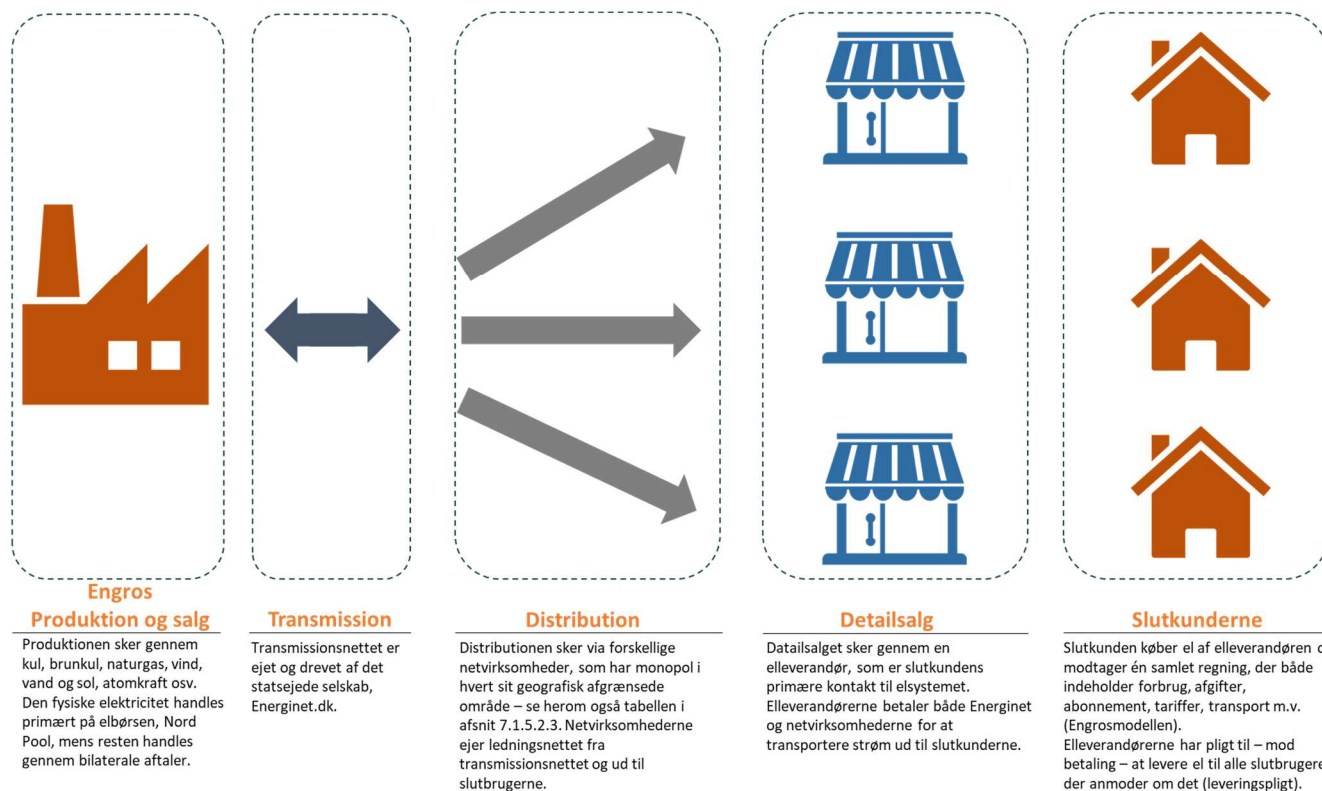 Engros
Produktion og salg
Produktionen sker gennem
kul, brunkul, naturgas, vind,
vand og sol, atomkraft osv.
Den fysiske elektricitet handles
primært på elbørsen, Nord
Pool, mens resten handles
gennem bilaterale aftaler.
Transmission
Transmissionsnettet er
ejet og drevet af det
statsejede selskab,
Energinet.dk.
Distribution
Distributionen sker via forskellige
netvirksomheder, som har monopol i
hvert sit geografisk afgrænsede
område – se herom også tabellen i
afsnit 7.1.5.2.3. Netvirksomhederne
ejer ledningsnettet fra
transmissionsnettet og ud til
slutbrugerne.
Detailsalg
Datailsalget sker gennem en
elleverandør, som er slutkundens
primære kontakt til elsystemet.
Elleverandørerne betaler både Energinet
og netvirksomhederne for at
transportere strøm ud til slutkunderne.
Slutkunderne
Slutkunden køber el af elleverandøren
modtager én samlet regning, der både
indeholder forbrug, afgifter,
abonnement, tariffer, transport m.v.
(Engrosmodellen).
Elleverandørerne har pligt til – mod
betaling – at levere el til alle slutbrugere
der anmoder om det (leveringspligt).